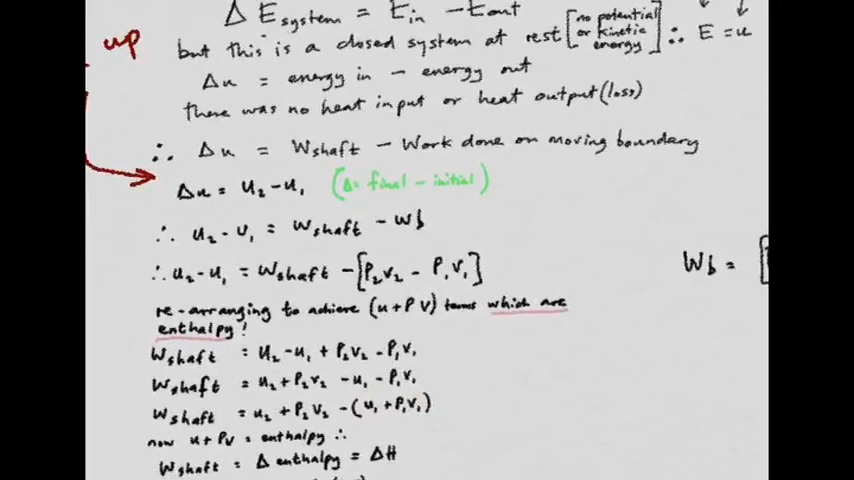 Δ E system = Ein - Eout
up
but this is a closed system at rest [no potential or kinetic energy] ∴ E = u
Δu = energy in - energy out
there was no heat input or heat output (loss)
∴ Δu = Wshaft - Work done on moving boundary
Δu = u₂ - u₁ (Δ = final - initial)
∴ u₂ - u₁ = Wshaft - Wb
∴ u₂ - u₁ = Wshaft - [P₂v₂ - P₁v₁]
Wb = [
re-arranging to achieve (u + P V) terms which are
enthalpy!
Wshaft = u₂ - u₁ + P₂v₂ - P₁v₁
Wshaft = u₂ + P₂v₂ - u₁ - P₁v₁
Wshaft = u₂ + P₂v₂ - (u₁ + P₁v₁)
now u + Pv = enthalpy ∴
Wshaft = Δ enthalpy = ΔH